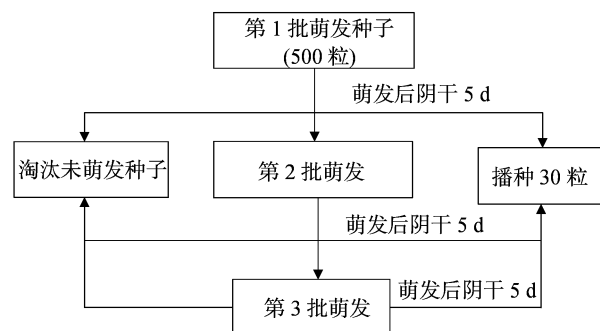 第 1 批萌发种子
(500 粒)
萌发后阴干 5 d
淘汰未萌发种子
第 2 批萌发
播种 30 粒
萌发后阴干 5 d
第 3 批萌发
萌发后阴干 5 d